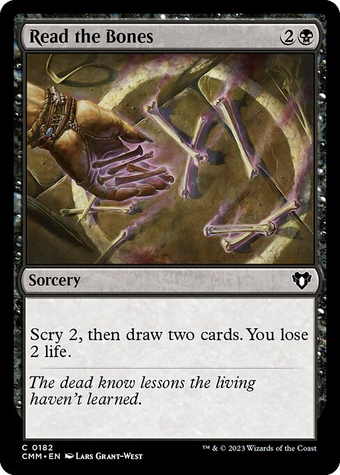 Read the Bones 2
Sorcery
Scry 2, then draw two cards. You lose
2 life.
The dead know lessons the living
haven't learned.
C 0182
CMM • EN Lars Grant-West
™ & © 2023 Wizards of the Coast